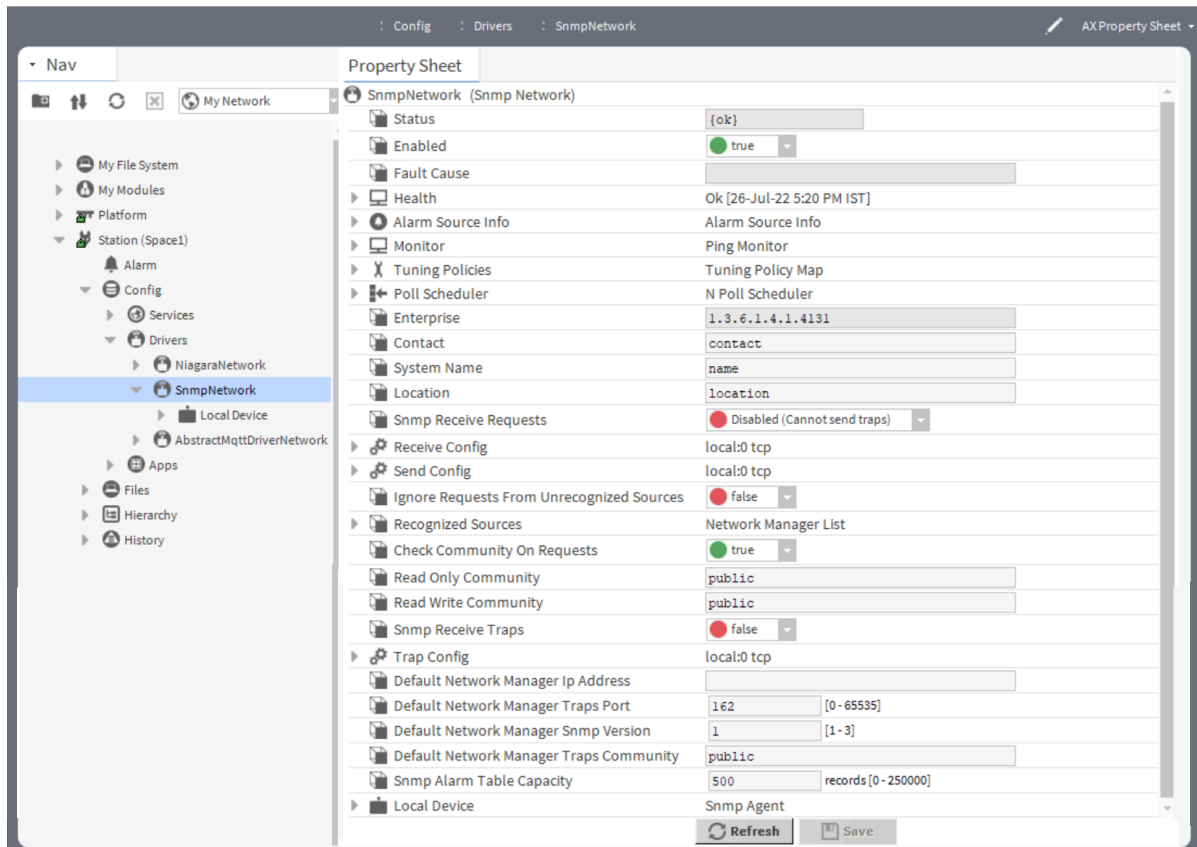 : Config : Drivers : SnmpNetwork AX Property Sheet
Nav
My Network
My File System
My Modules
Platform
Station (Space1)
Alarm
Config
Services
Drivers
NiagaraNetwork
SnmpNetwork
Local Device
AbstractMqttDriverNetwork
Apps
Files
Hierarchy
History
Property Sheet
SnmpNetwork (Snmp Network)
Status {ok}
Enabled true
Fault Cause
Health Ok [26-Jul-22 5:20 PM IST]
Alarm Source Info Alarm Source Info
Monitor Ping Monitor
Tuning Policies Tuning Policy Map
Poll Scheduler N Poll Scheduler
Enterprise 1.3.6.1.4.1.4131
Contact contact
System Name name
Location location
Snmp Receive Requests Disabled (Cannot send traps)
Receive Config local:0 tcp
Send Config local:0 tcp
Ignore Requests From Unrecognized Sources false
Recognized Sources Network Manager List
Check Community On Requests true
Read Only Community public
Read Write Community public
Snmp Receive Traps false
Trap Config local:0 tcp
Default Network Manager Ip Address
Default Network Manager Traps Port 162 [0 - 65535]
Default Network Manager Snmp Version 1 [1 - 3]
Default Network Manager Traps Community public
Snmp Alarm Table Capacity 500 records [0 - 250000]
Local Device Snmp Agent
Refresh Save